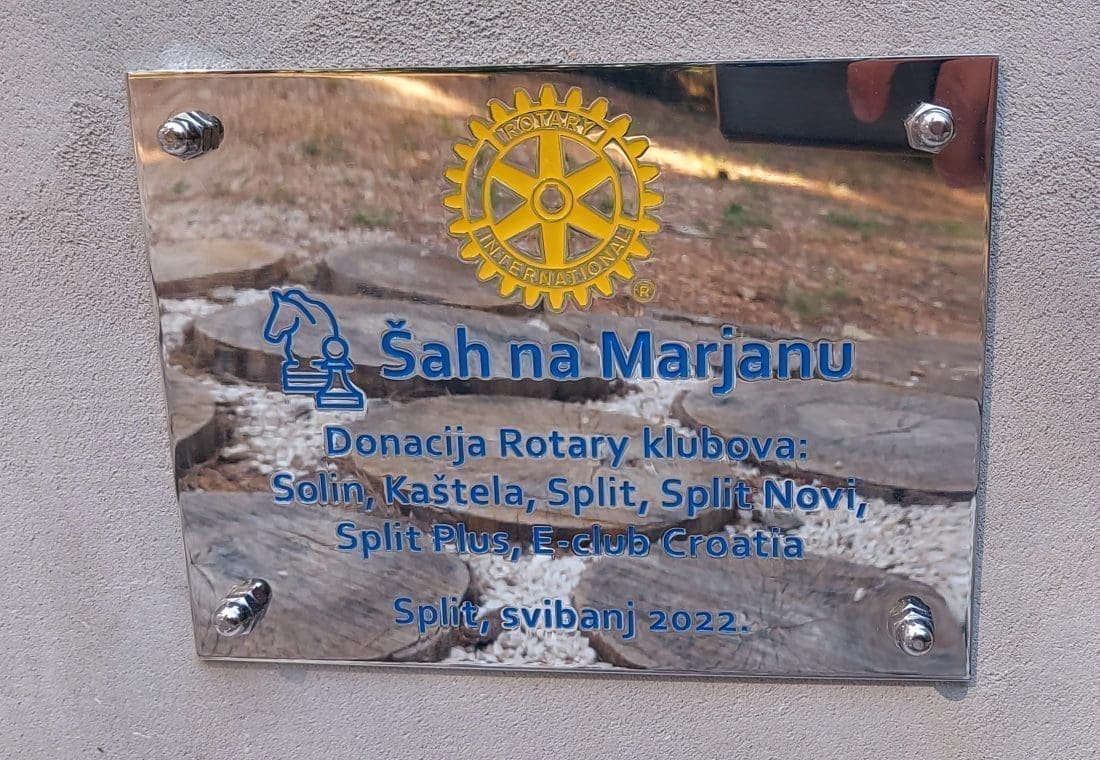 ROTARY
INTERNATIONAL
®
Šah na Marjanu
Donacija Rotary klubova:
Solin, Kaštela, Split, Split Novi,
Split Plus, E-club Croatia
Split, svibanj 2022.